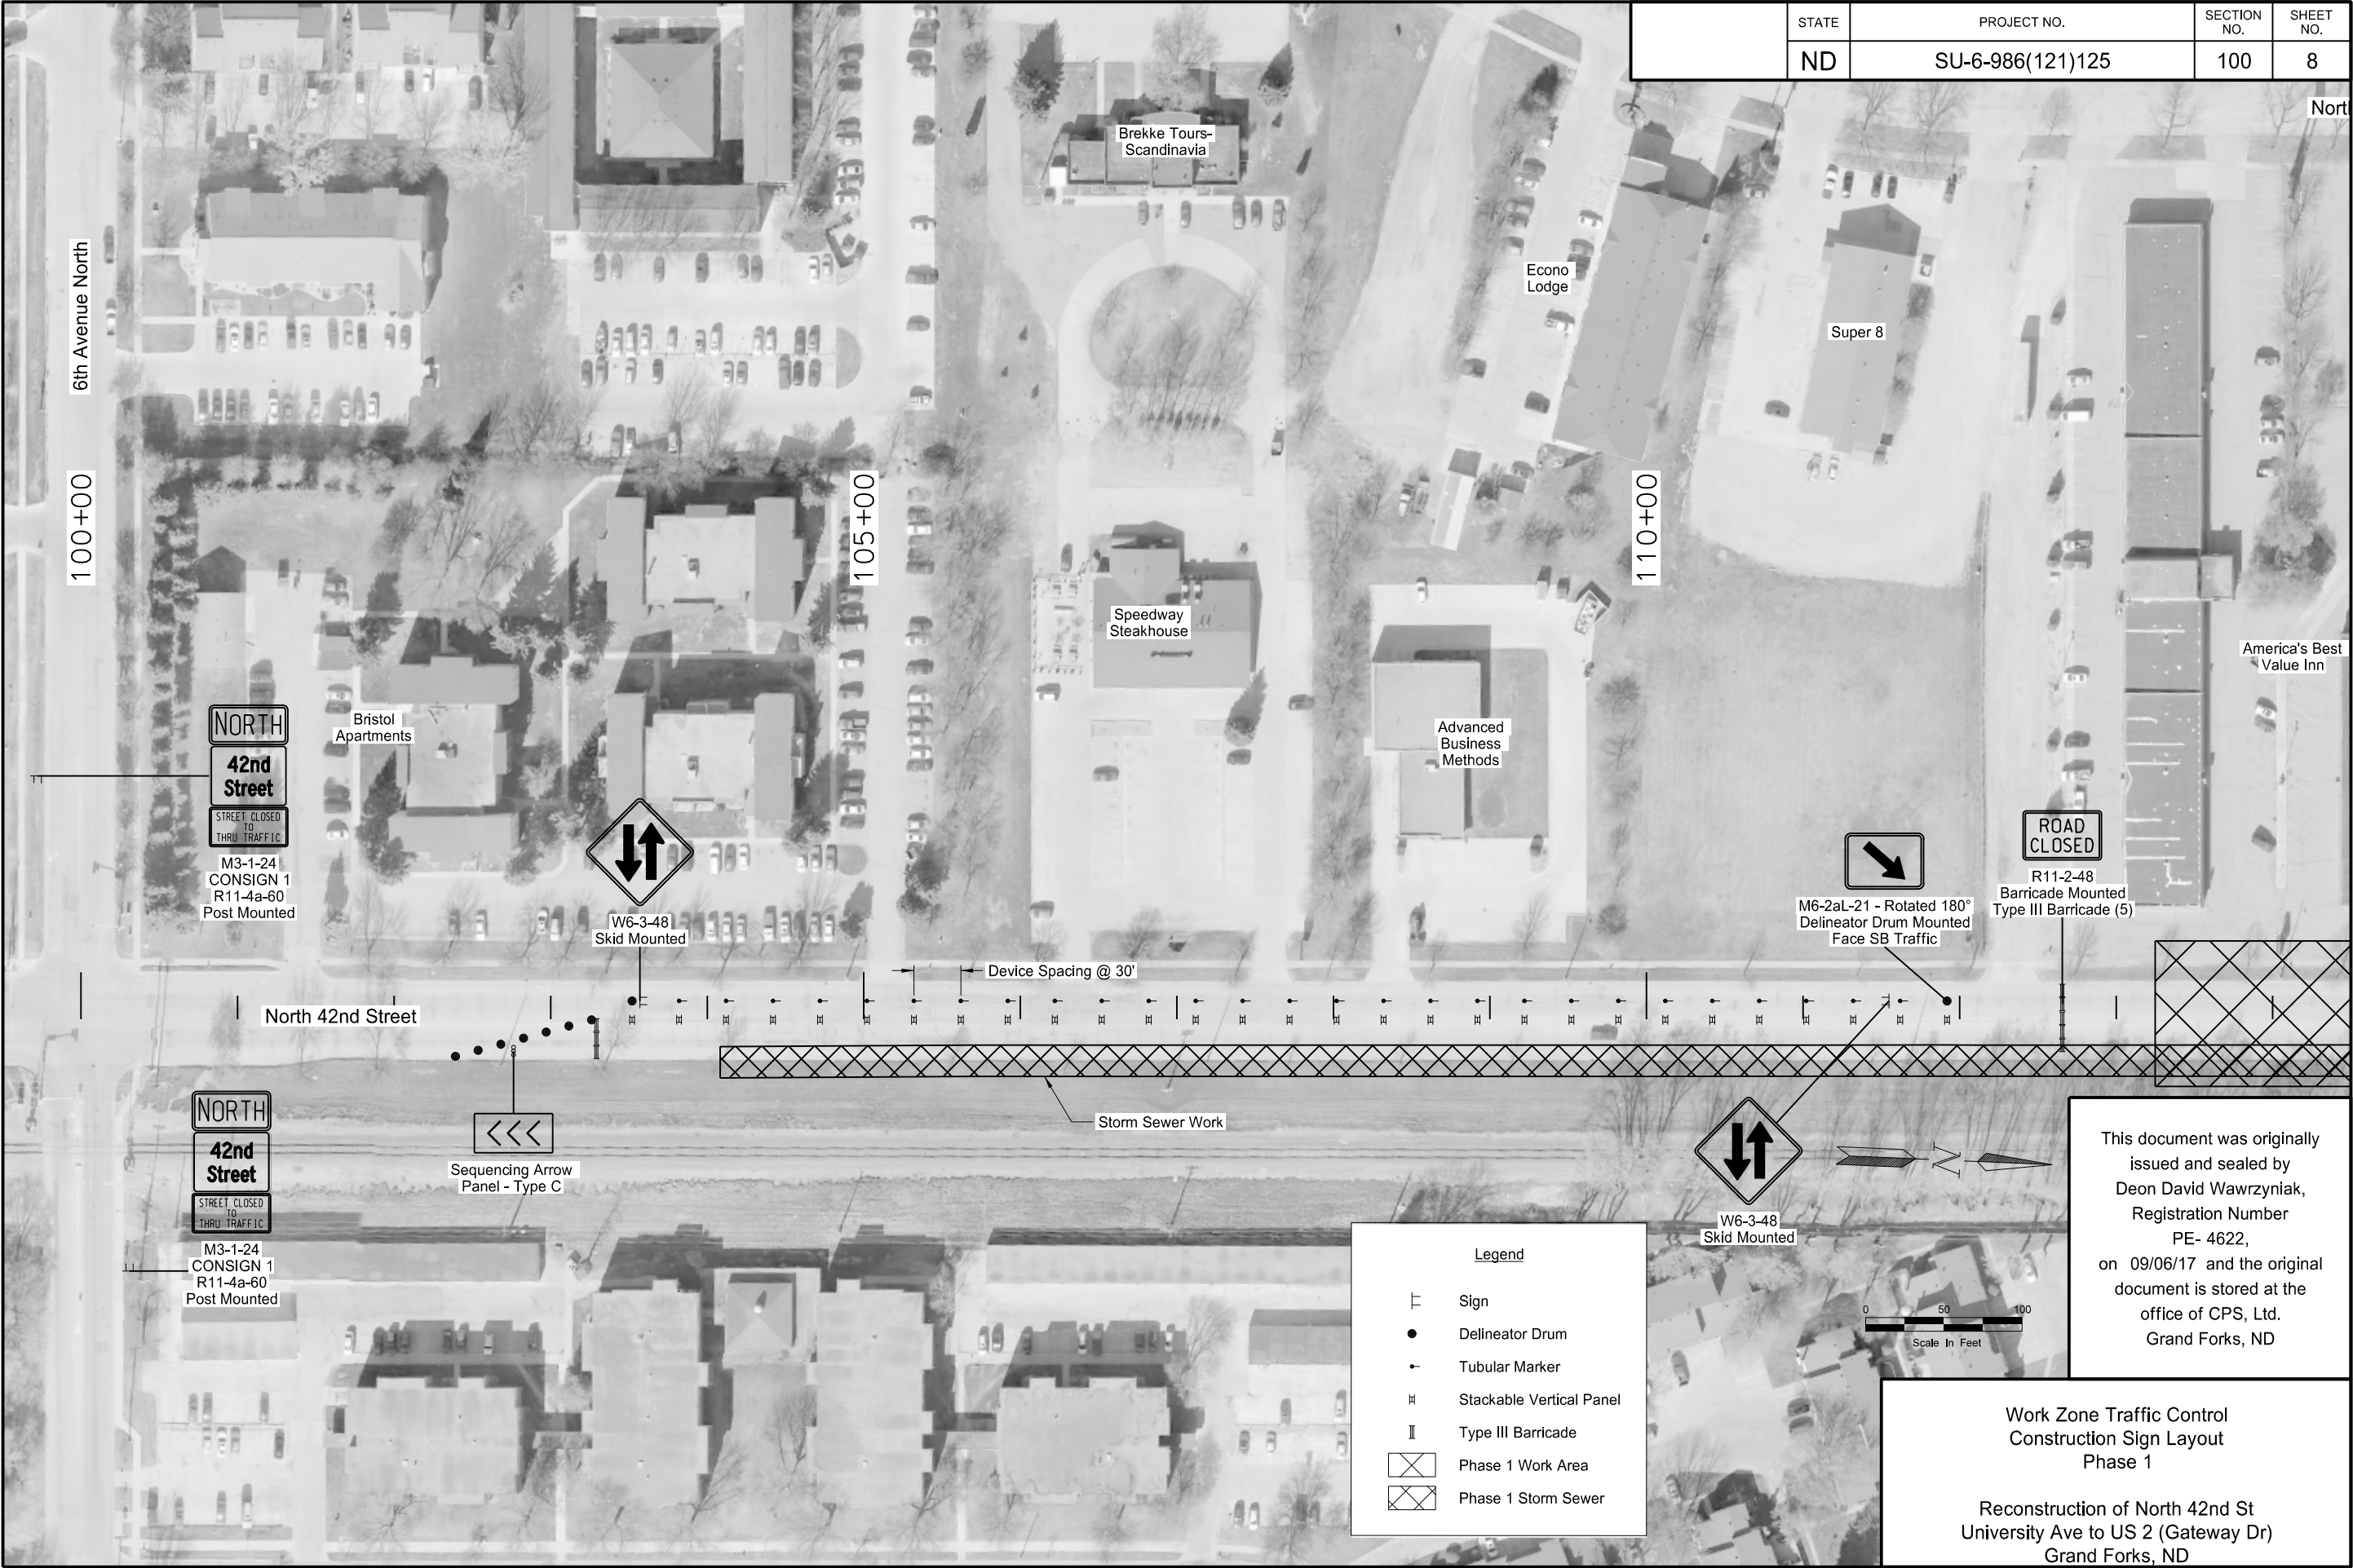 STATE
PROJECT NO.
SECTION
NO.
SHEET
NO.
ND
SU-6-986(121)125
100
8
Brekke Tours-
Scandinavia
6th Avenue North
Econo
Lodge
Super 8
100+00
105+00
110+00
Speedway
Steakhouse
America's Best
Value Inn
Bristol
Apartments
Advanced
Business
Methods
NORTH
42nd
Street
STREET CLOSED
TO
THRU TRAFFIC
M3-1-24
CONSIGN 1
R11-4a-60
Post Mounted
W6-3-48
Skid Mounted
M6-2aL-21 - Rotated 180°
Delineator Drum Mounted
Face SB Traffic
ROAD
CLOSED
R11-2-48
Barricade Mounted
Type III Barricade (5)
Device Spacing @ 30'
North 42nd Street
Storm Sewer Work
NORTH
42nd
Street
STREET CLOSED
TO
THRU TRAFFIC
M3-1-24
CONSIGN 1
R11-4a-60
Post Mounted
Sequencing Arrow
Panel - Type C
W6-3-48
Skid Mounted
N
Legend
Sign
Delineator Drum
Tubular Marker
Stackable Vertical Panel
Type III Barricade
Phase 1 Work Area
Phase 1 Storm Sewer
0 50 100
Scale In Feet
This document was originally
issued and sealed by
Deon David Wawrzyniak,
Registration Number
PE- 4622,
on 09/06/17 and the original
document is stored at the
office of CPS, Ltd.
Grand Forks, ND
Work Zone Traffic Control
Construction Sign Layout
Phase 1
Reconstruction of North 42nd St
University Ave to US 2 (Gateway Dr)
Grand Forks, ND